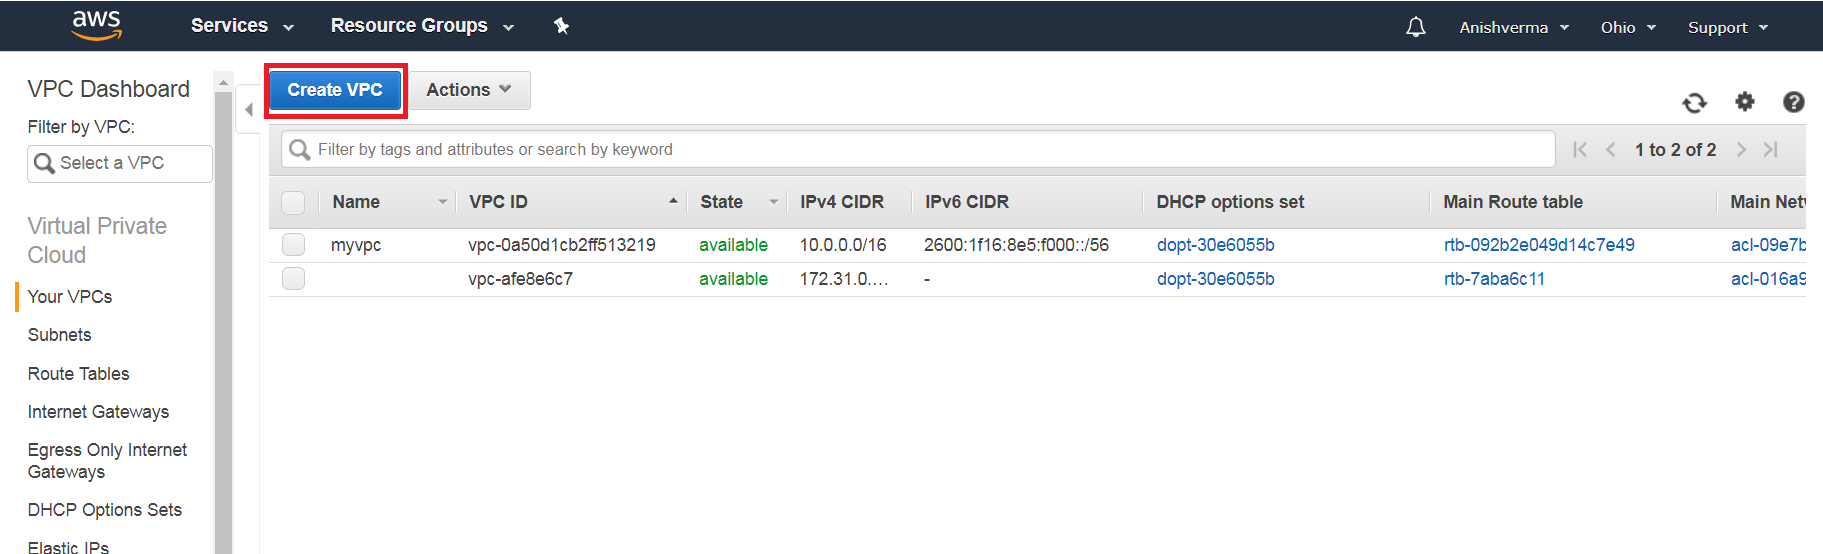 aws Services Resource Groups Anishverma Ohio Support
VPC Dashboard
Filter by VPC:
Select a VPC
Virtual Private
Cloud
Your VPCs
Subnets
Route Tables
Internet Gateways
Egress Only Internet
Gateways
DHCP Options Sets
Elastic IPs
Create VPC Actions
Filter by tags and attributes or search by keyword 1 to 2 of 2
Name VPC ID State IPv4 CIDR IPv6 CIDR DHCP options set Main Route table Main Netw
myvpc vpc-0a50d1cb2ff513219 available 10.0.0.0/16 2600:1f16:8e5:f000::/56 dopt-30e6055b rtb-092b2e049d14c7e49 acl-09e7b
vpc-afe8e6c7 available 172.31.0.... - dopt-30e6055b rtb-7aba6c11 acl-016a9